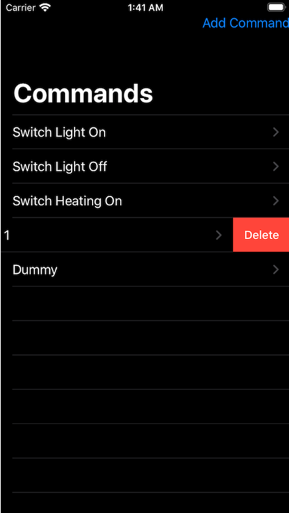 Carrier 1:41 AM
Add Command
Commands
Switch Light On
Switch Light Off
Switch Heating On
1 Delete
Dummy